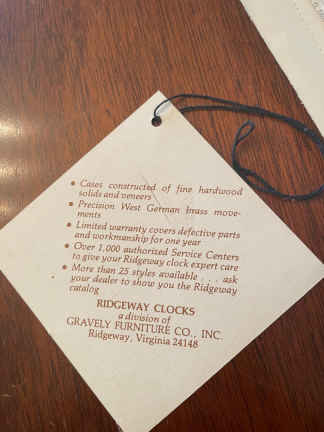 • Cases constructed of fine hardwood
solids and veneers
• Precision West German brass move-
ments
• Limited warranty covers defective parts
and workmanship for one year
• Over 1,000 authorized Service Centers
to give your Ridgeway clock expert care
• More than 25 styles available . . . ask
your dealer to show you the Ridgeway
catalog
RIDGEWAY CLOCKS
a division of
GRAVELY FURNITURE CO., INC.
Ridgeway, Virginia 24148